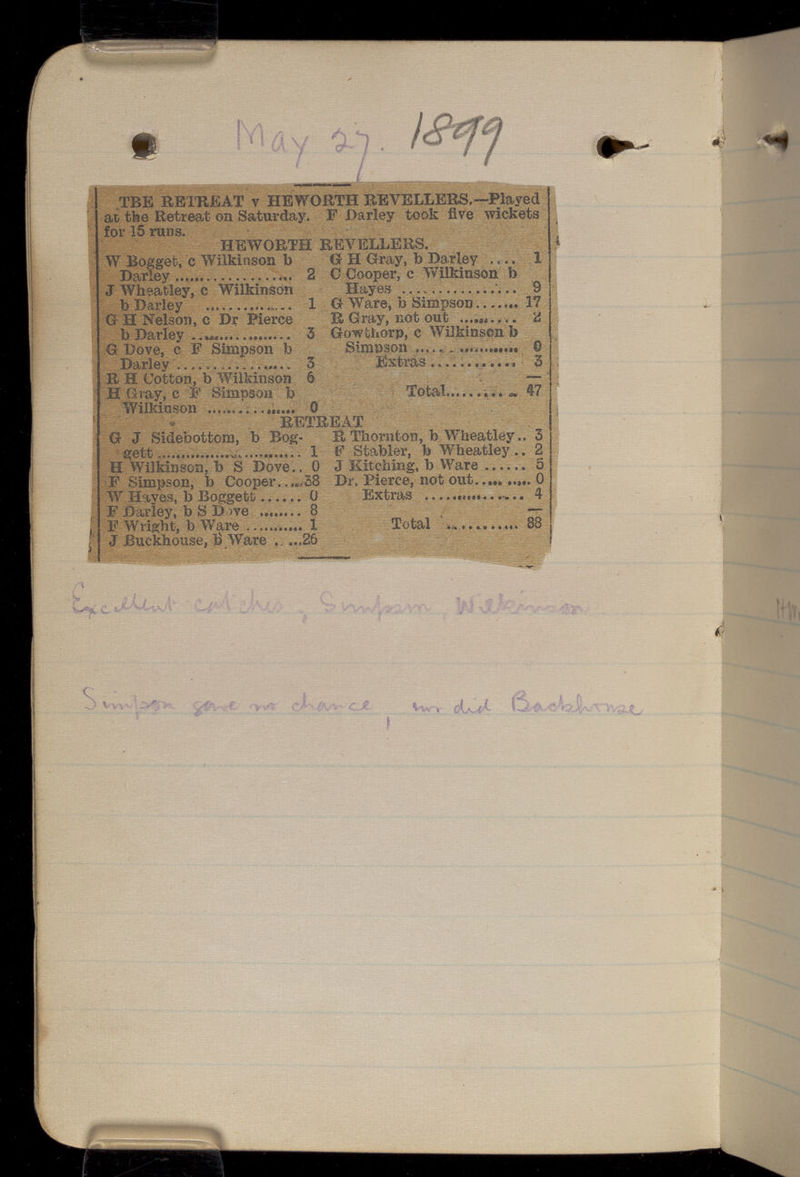 May 27. 1899
TBE RETREAT v HEWORTH REVELLERS.—Played
at the Retreat on Saturday. F Darley took five wickets
for 15 runs.
HEWORTH REVELLERS.
W Bogget, c Wilkinson b
Darley ................. 2
J Wheatley, c Wilkinson
b Darley .............. 1
G H Nelson, c Dr Pierce
b Darley ................ 3
G Dove, c F Simpson b
Darley ................. 3
R H Cotton, b Wilkinson 6
H Gray, c F Simpson b
Wilkinson .............. 0
G H Gray, b Darley .... 1
C Cooper, c Wilkinson b
Hayes ................ 9
G Ware, b Simpson....... 17
R Gray, not out ......... 2
Gowthorp, c Wilkinson b
Simpson ................ 0
Extras ............. 3
Total........... 47
RETREAT
G J Sidebottom, b Bog-
gett ..................... 1
H Wilkinson, b S Dove.. 0
F Simpson, b Cooper.....38
W Hayes, b Boggett ...... 0
F Darley, b S Dove ........ 8
F Wright, b Ware ........... 1
J Buckhouse, b Ware .. ...26
R Thornton, b Wheatley.. 3
F Stabler, b Wheatley .. 2
J Kitching, b Ware ...... 5
Dr. Pierce, not out.......... 0
Extras ................ 4
Total ............ 88
Excellent catches, Simpson, Wilkinson
Simpson gave no chance, nor did Backhouse